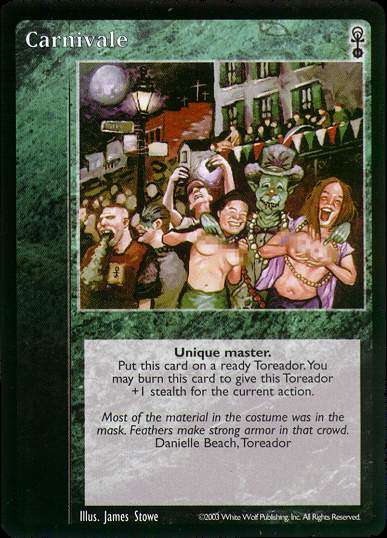 Carnivale
Unique master.
Put this card on a ready Toreador. You
may burn this card to give this Toreador
+1 stealth for the current action.
Most of the material in the costume was in the
mask. Feathers make strong armor in that crowd.
Danielle Beach, Toreador
Illus. James Stowe
©2003 White Wolf Publishing, Inc. All Rights Reserved.